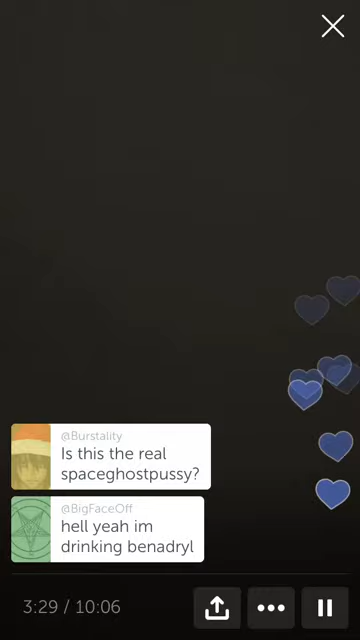 @Burstality
Is this the real
spaceghostpussy?
@BigFaceOff
hell yeah im
drinking benadryl
3:29 / 10:06